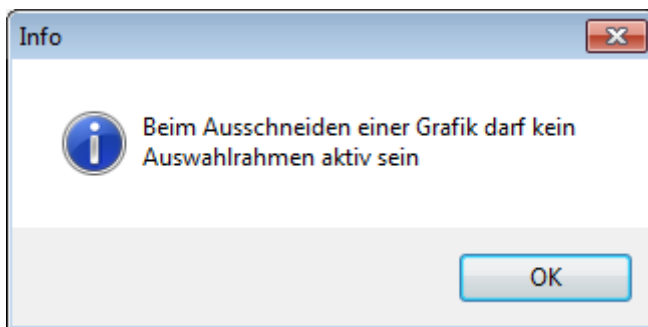 Info
Beim Ausschneiden einer Grafik darf kein
Auswahlrahmen aktiv sein
OK